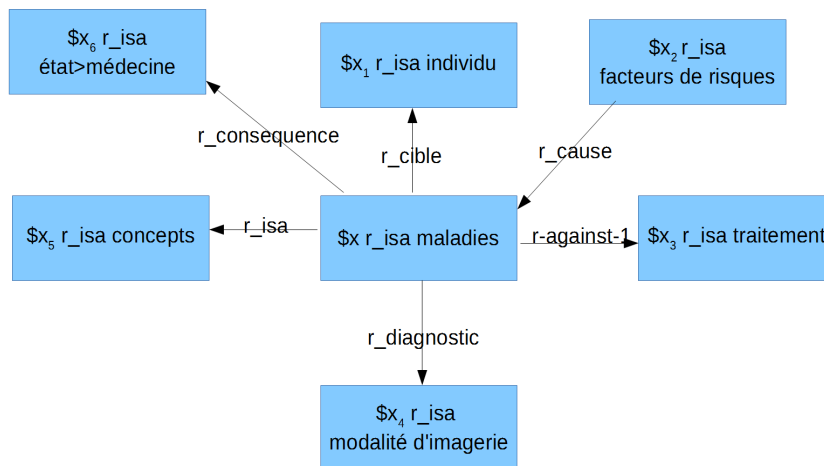 $x₆ r_isa
état>médecine
$x₁ r_isa individu
$x₂ r_isa
facteurs de risques
r_consequence
r_cible
r_cause
$x₅ r_isa concepts
r_isa
$x r_isa maladies
r-against-1
$x₃ r_isa traitement
r_diagnostic
$x₄ r_isa
modalité d'imagerie